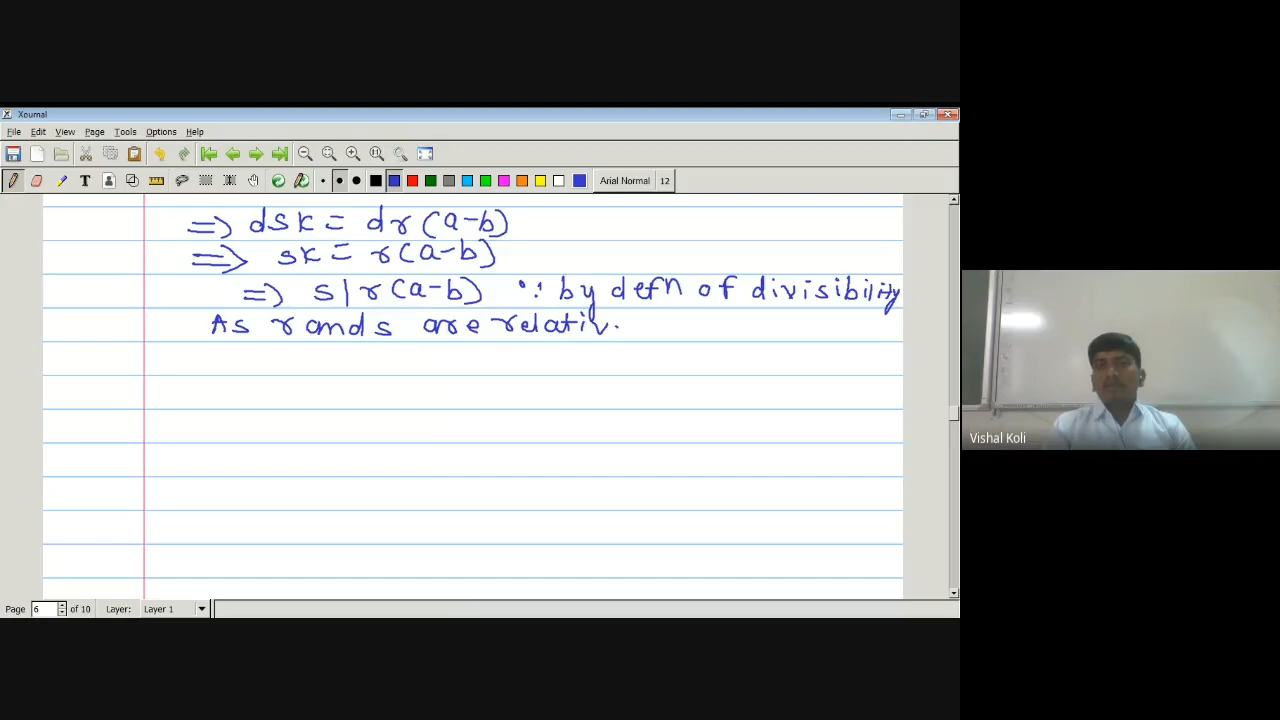 Xournal
File Edit View Page Tools Options Help
Arial Normal 12
⇒ dsk = dr(a-b)
⇒ sk = r(a-b)
⇒ s | r(a-b) ∵ by defn of divisibility
As r and s are relativ.
Vishal Koli
Page 6 of 10 Layer: Layer 1